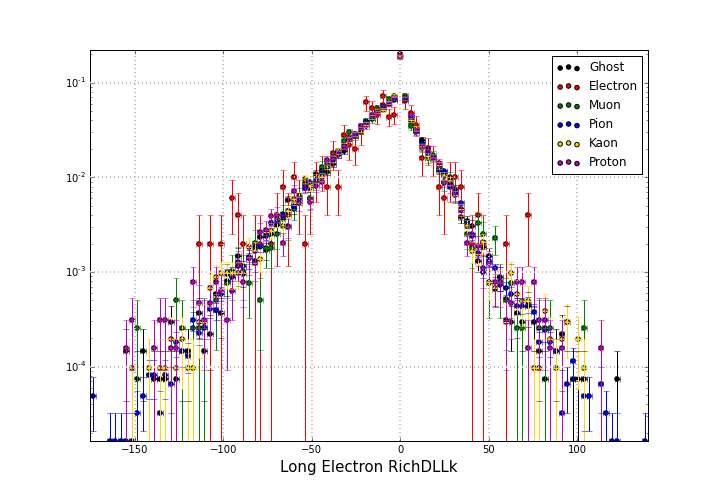 10⁻¹
10⁻²
10⁻³
10⁻⁴
Ghost
Electron
Muon
Pion
Kaon
Proton
−150 −100 −50 0 50 100
Long Electron RichDLLk